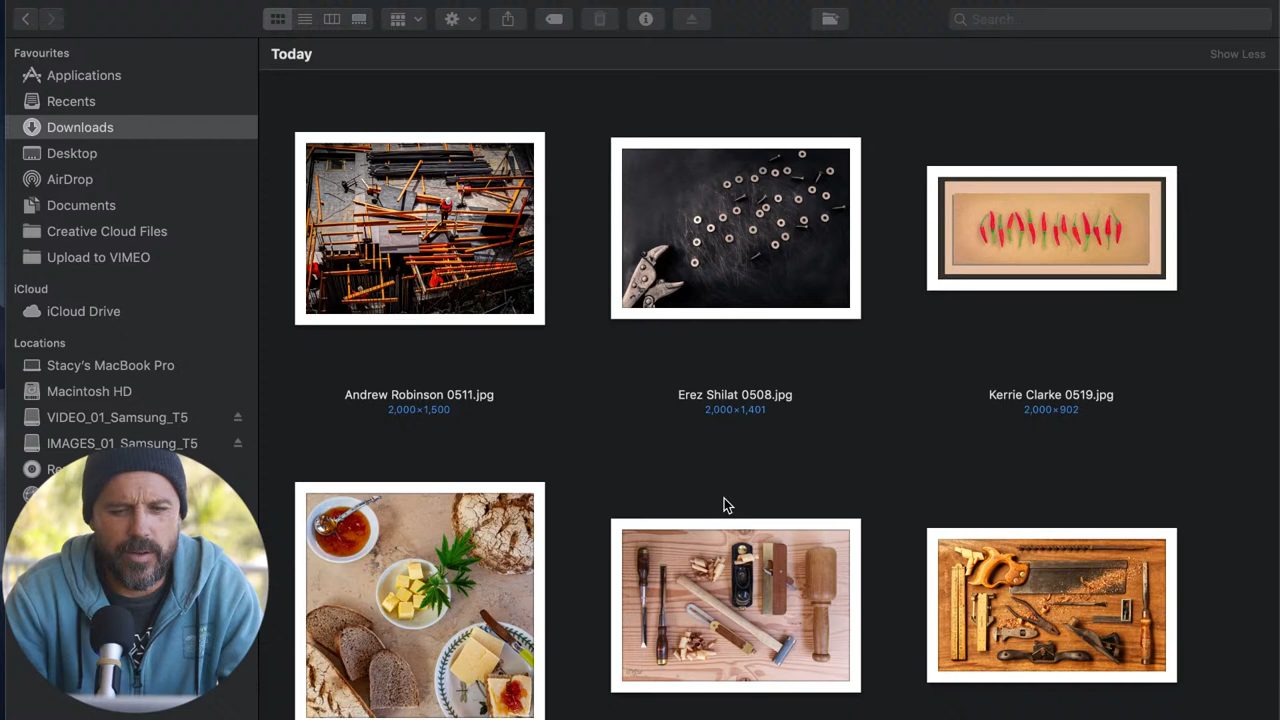 Search
Favourites
Today
Show Less
Applications
Recents
Downloads
Desktop
AirDrop
Documents
Creative Cloud Files
Upload to VIMEO
iCloud
iCloud Drive
Locations
Stacy's MacBook Pro
Macintosh HD
VIDEO_01_Samsung_T5
IMAGES_01_Samsung_T5
Andrew Robinson 0511.jpg
2,000×1,500
Erez Shilat 0508.jpg
2,000×1,401
Kerrie Clarke 0519.jpg
2,000×902